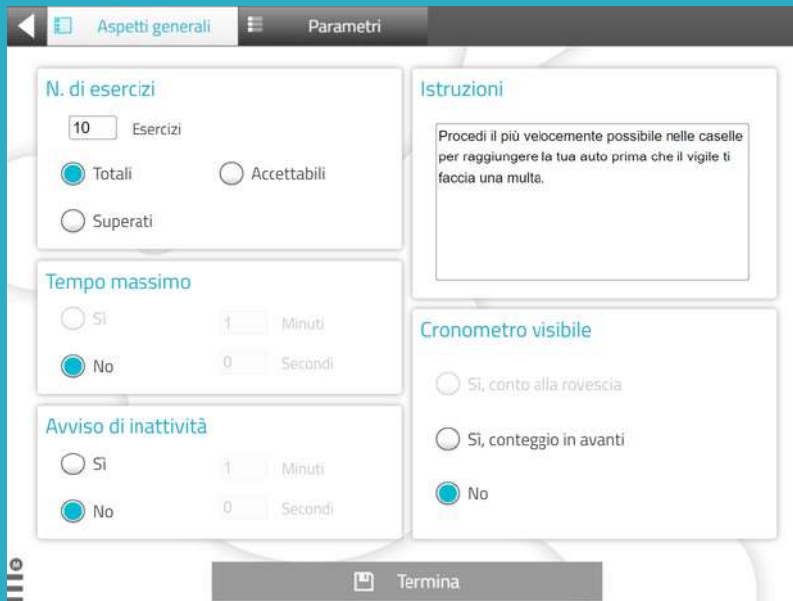 Aspetti generali
Parametri
N. di esercizi
10 Esercizi
Totali
Accettabili
Superati
Tempo massimo
Sì
1 Minuti
No
0 Secondi
Avviso di inattività
Sì
1 Minuti
No
0 Secondi
Istruzioni
Procedi il più velocemente possibile nelle caselle
per raggiungere la tua auto prima che il vigile ti
faccia una multa.
Cronometro visibile
Sì, conto alla rovescia
Sì, conteggio in avanti
No
Termina